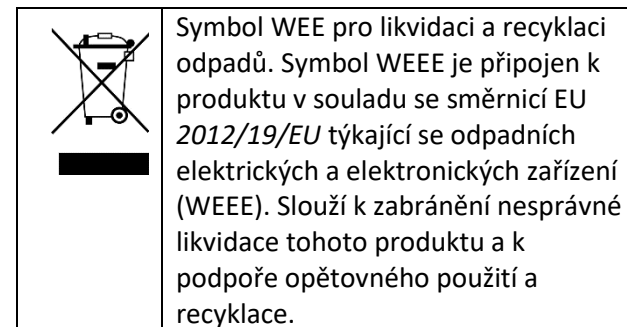 Symbol WEE pro likvidaci a recyklaci
odpadů. Symbol WEEE je připojen k
produktu v souladu se směrnicí EU
2012/19/EU týkající se odpadních
elektrických a elektronických zařízení
(WEEE). Slouží k zabránění nesprávné
likvidace tohoto produktu a k
podpoře opětovného použití a
recyklace.